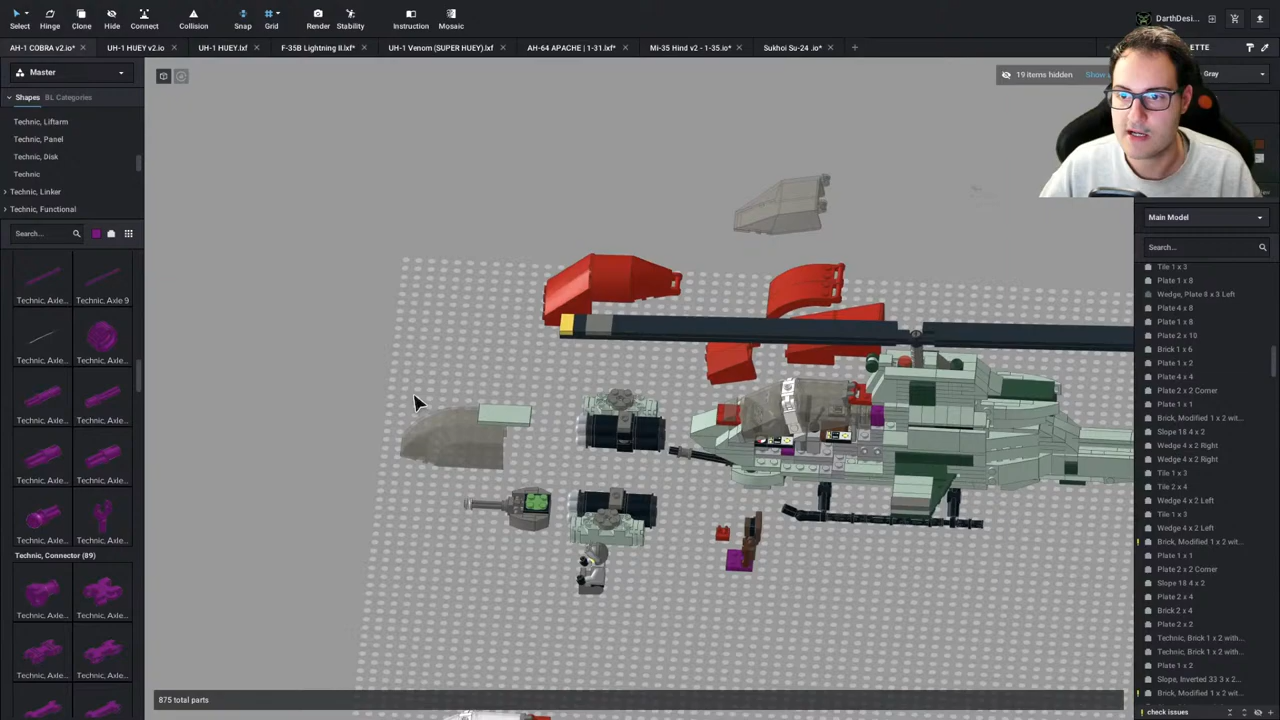 Select Hinge Clone Hide Connect Collision Snap Grid Render Stability Instruction Mosaic
DarthDesi...
AH-1 COBRA v2.io* UH-1 HUEY v2.io UH-1 HUEY.lxf F-35B Lightning II.lxf* UH-1 Venom (SUPER HUEY).lxf AH-64 APACHE | 1-31.lxf* Mi-35 Hind v2 - 1-35.io* Sukhoi Su-24 .io*
Master
19 items hidden
Gray
Shapes BL Categories
Technic, Liftarm
Technic, Panel
Technic, Disk
Technic
Technic, Linker
Technic, Functional
Search...
Technic, Axle... Technic, Axle 9
Technic, Axle... Technic, Axle...
Technic, Axle... Technic, Axle...
Technic, Axle... Technic, Axle...
Technic, Axle... Technic, Axle...
Technic, Connector (89)
Technic, Axle... Technic, Axle...
Technic, Axle... Technic, Axle...
875 total parts
Main Model
Search...
Tile 1 x 3
Plate 1 x 8
Wedge, Plate 8 x 3 Left
Plate 4 x 8
Plate 1 x 8
Plate 2 x 10
Brick 1 x 6
Plate 1 x 2
Plate 4 x 4
Plate 2 x 2 Corner
Plate 1 x 2
Brick, Modified 1 x 2 wit...
Slope 18 4 x 2
Wedge 4 x 2 Right
Wedge 4 x 2 Right
Tile 1 x 3
Tile 2 x 4
Wedge 4 x 2 Left
Tile 1 x 3
Wedge 4 x 2 Left
Brick, Modified 1 x 2 wit...
Plate 1 x 1
Plate 2 x 2 Corner
Slope 18 4 x 2
Plate 2 x 4
Brick 2 x 4
Plate 2 x 2
Technic, Brick 1 x 2 with...
Technic, Brick 1 x 2 with...
Plate 1 x 2
Slope, Inverted 33 3 x 2...
Brick, Modified 1 x 2 wit...
check issues